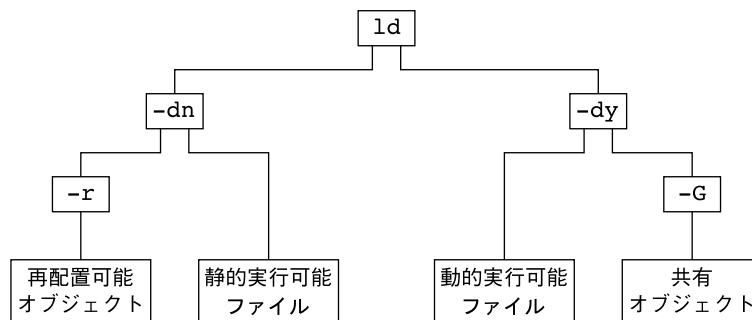 ld
-dn
-dy
-r
-G
再配置可能
オブジェクト
静的実行可能
ファイル
動的実行可能
ファイル
共有
オブジェクト